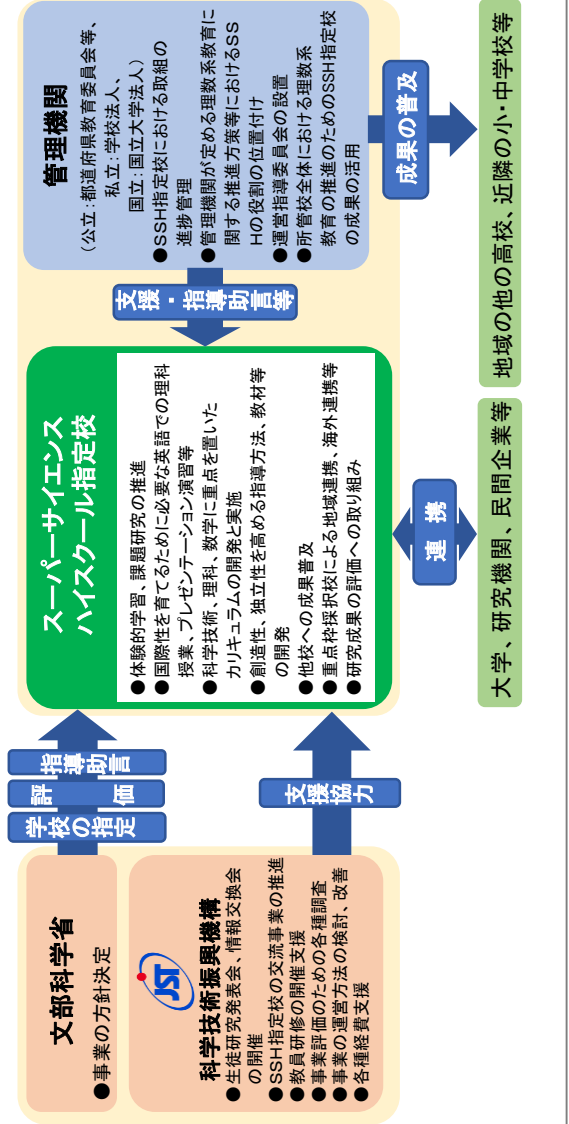 文部科学省
●事業の方針決定
JST
科学技術振興機構
●生徒研究発表会、情報交換会
の開催
●SSH指定校の交流事業の推進
●教員研修の開催支援
●事業評価のための各種調査
●事業の運営方法の検討、改善
●各種経費支援
学校の指定
評価
指導助言
支援協力
スーパーサイエンス
ハイスクール指定校
●体験的学習、課題研究の推進
●国際性を育てるために必要な英語での理科
授業、プレゼンテーション演習等
●科学技術、理科、数学に重点を置いた
カリキュラムの開発と実施
●創造性、独立性を高める指導方法、教材等
の開発
●他校への成果普及
●重点枠採択校による地域連携、海外連携等
●研究成果の評価への取り組み
支援・指導助言等
管理機関
（公立：都道府県教育委員会等、
私立：学校法人、
国立：国立大学法人）
●SSH指定校における取組の
進捗管理
●管理機関が定める理数系教育に
関する推進方策等におけるSS
Hの役割の位置付け
●運営指導委員会の設置
●所管校全体における理数系
教育の推進のためのSSH指定校
の成果の活用
連携
成果の普及
大学、研究機関、民間企業等
地域の他の高校、近隣の小・中学校等